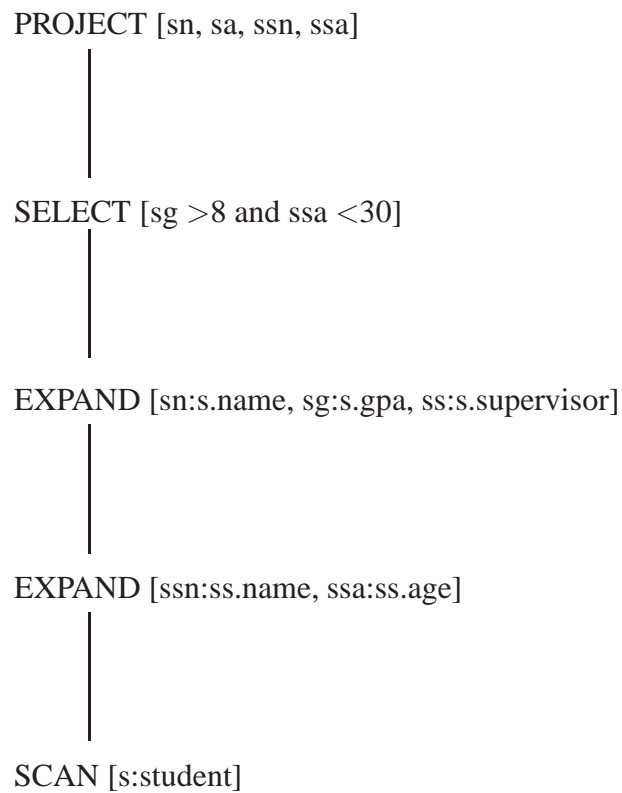 PROJECT [sn, sa, ssn, ssa]
SELECT [sg >8 and ssa <30]
EXPAND [sn:s.name, sg:s.gpa, ss:s.supervisor]
EXPAND [ssn:ss.name, ssa:ss.age]
SCAN [s:student]